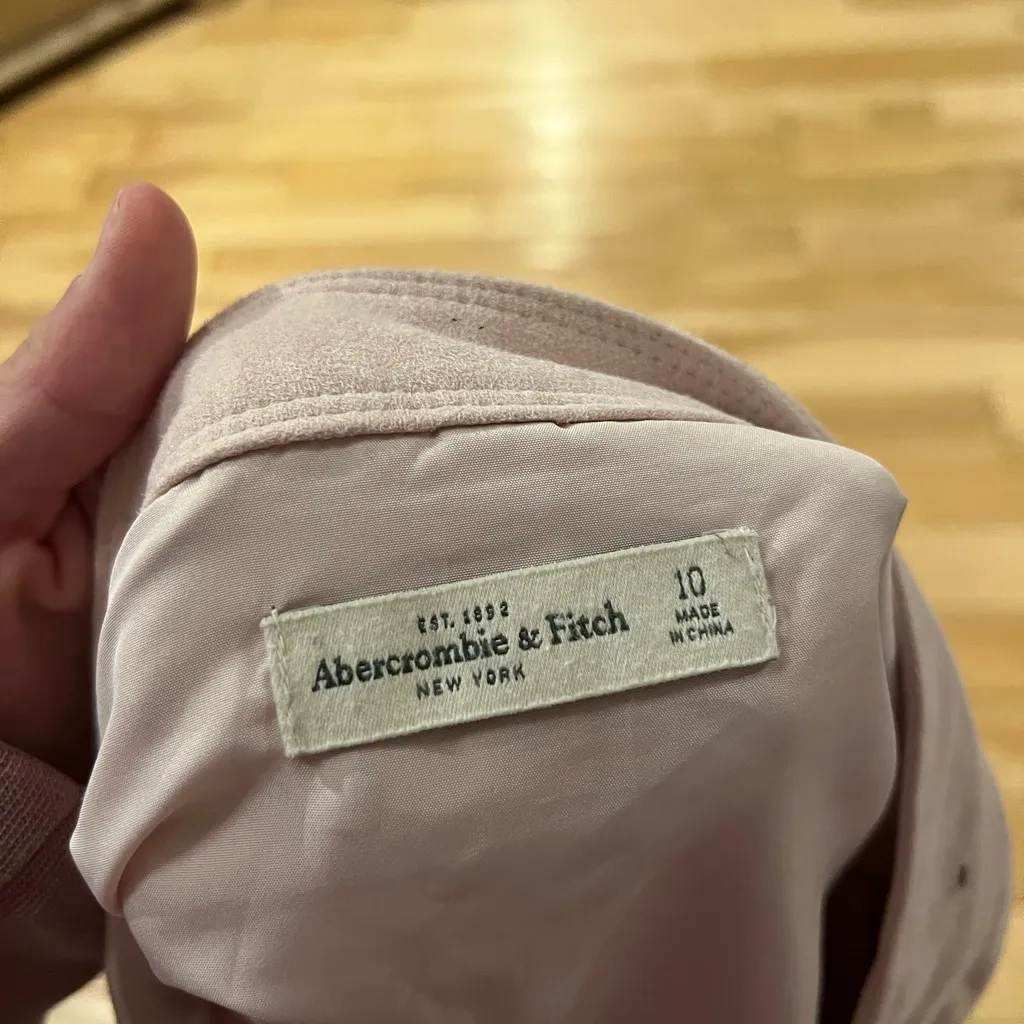 EST. 1892
Abercrombie & Fitch
NEW YORK
10
MADE
IN CHINA